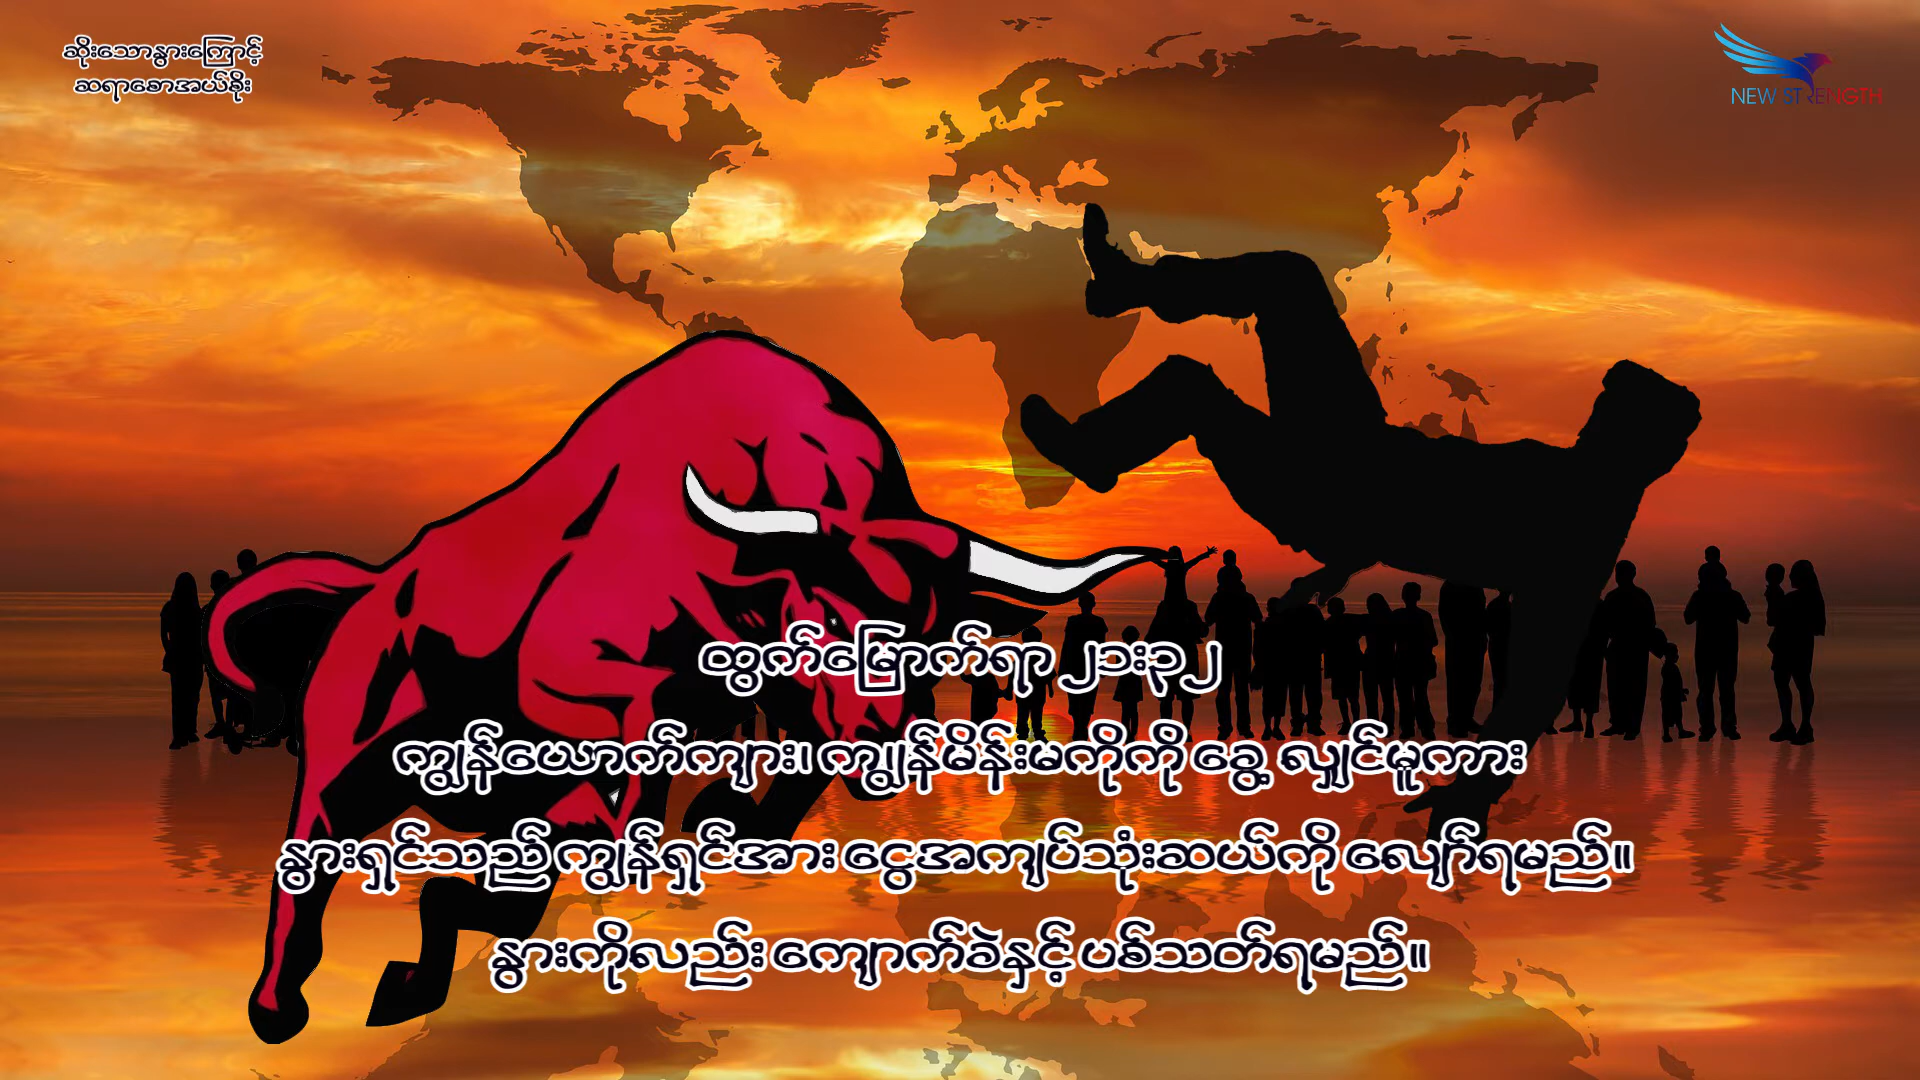 ဆိုးသောနွားကြောင့်
ဆရာစောအယ်ခိုး
NEW STRENGTH
ထွက်မြောက်ရာ ၂၁း၃၂
ကျွန်ယောက်ကျား၊ ကျွန်မိန်းမကိုကို ခွေ့ လျှင်မူကား
နွားရှင်သည် ကျွန်ရှင်အား ငွေအကျပ်သုံးဆယ်ကို လျော်ရမည်။
နွားကိုလည်း ကျောက်ခဲနှင့် ပစ်သတ်ရမည်။